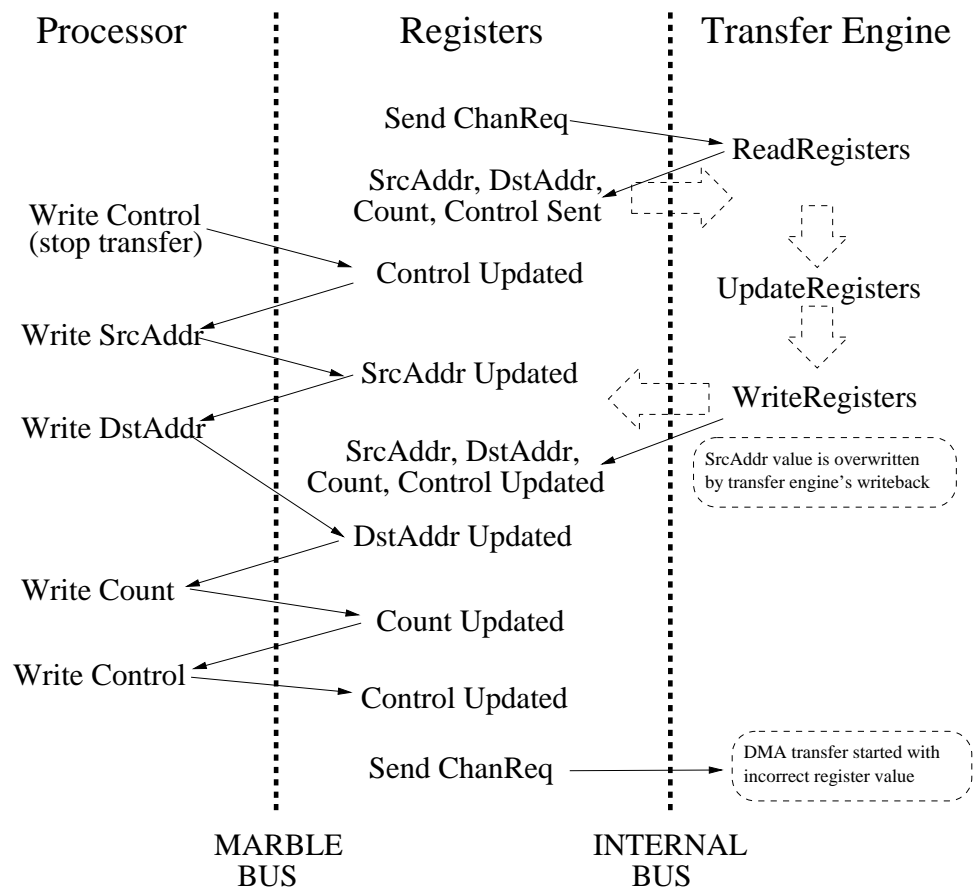 Processor
Registers
Transfer Engine
Send ChanReq
ReadRegisters
SrcAddr, DstAddr,
Count, Control Sent
Write Control
(stop transfer)
Control Updated
UpdateRegisters
Write SrcAddr
SrcAddr Updated
WriteRegisters
Write DstAddr
SrcAddr, DstAddr,
Count, Control Updated
SrcAddr value is overwritten
by transfer engine's writeback
DstAddr Updated
Write Count
Count Updated
Write Control
Control Updated
Send ChanReq
DMA transfer started with
incorrect register value
MARBLE
BUS
INTERNAL
BUS